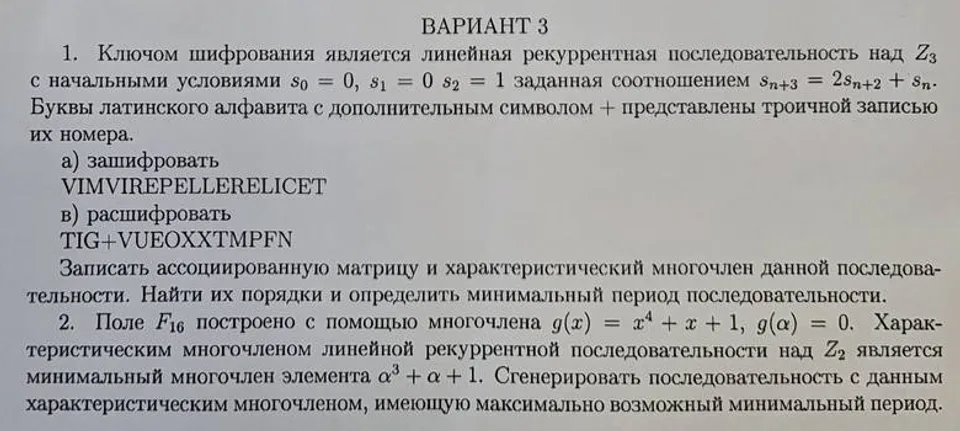 ВАРИАНТ 3
1. Ключом шифрования является линейная рекуррентная последовательность над Z₃
с начальными условиями s₀ = 0, s₁ = 0 s₂ = 1 заданная соотношением sₙ₊₃ = 2sₙ₊₂ + sₙ.
Буквы латинского алфавита с дополнительным символом + представлены троичной записью
их номера.
а) зашифровать
VIMVIREPELLERELICET
в) расшифровать
TIG+VUEOXXTMPFN
Записать ассоциированную матрицу и характеристический многочлен данной последова-
тельности. Найти их порядки и определить минимальный период последовательности.
2. Поле F₁₆ построено с помощью многочлена g(x) = x⁴ + x + 1, g(α) = 0. Харак-
теристическим многочленом линейной рекуррентной последовательности над Z₂ является
минимальный многочлен элемента α³ + α + 1. Сгенерировать последовательность с данным
характеристическим многочленом, имеющую максимально возможный минимальный период.